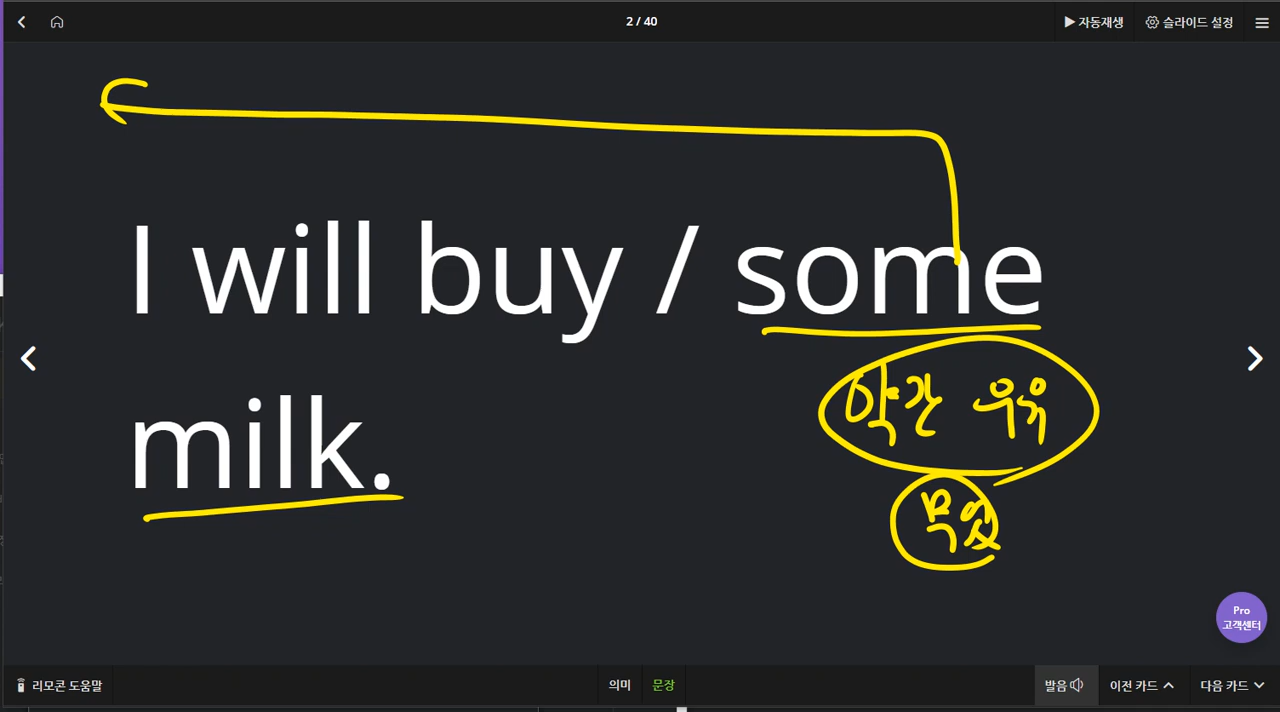 2 / 40
자동재생
슬라이드 설정
I will buy / some
milk.
약간 우유
무엇
Pro
고객센터
리모콘 도움말
의미
문장
발음
이전 카드
다음 카드